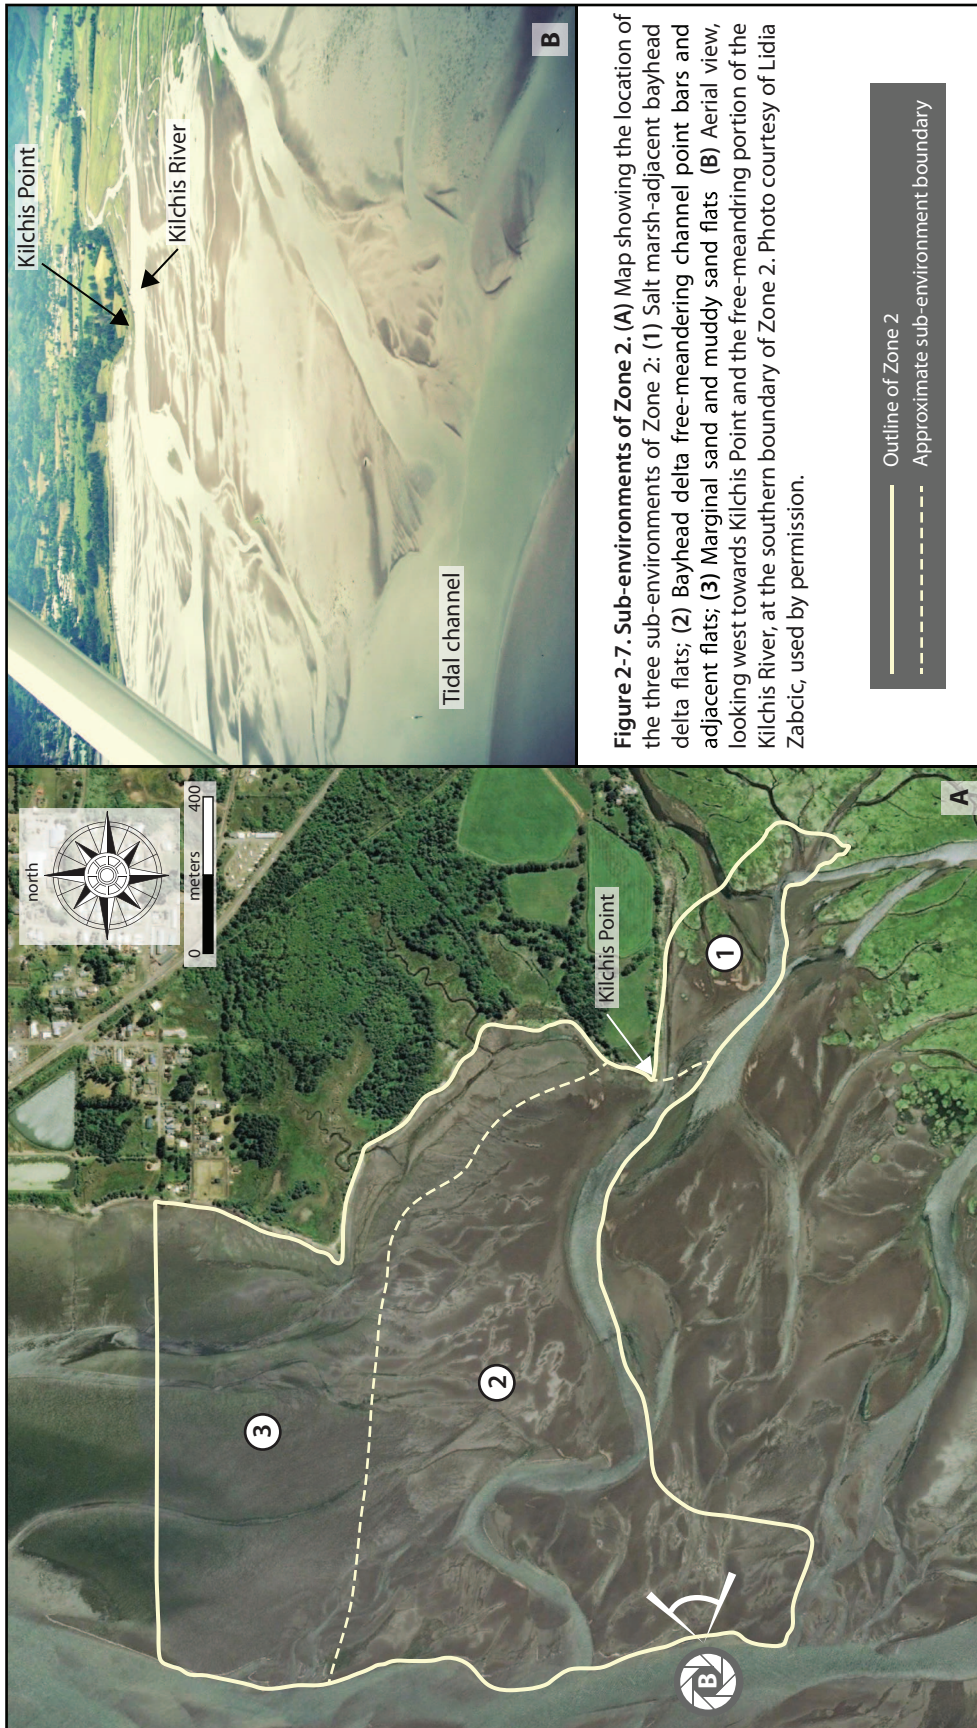 north
0
meters
400
Kilchis Point
1
2
3
B
A
Kilchis Point
Kilchis River
Tidal channel
B
Figure 2-7. Sub-environments of Zone 2. (A) Map showing the location of
the three sub-environments of Zone 2: (1) Salt marsh-adjacent bayhead
delta flats; (2) Bayhead delta free-meandering channel point bars and
adjacent flats; (3) Marginal sand and muddy sand flats (B) Aerial view,
looking west towards Kilchis Point and the free-meandring portion of the
Kilchis River, at the southern boundary of Zone 2. Photo courtesy of Lidia
Zabcic, used by permission.
Outline of Zone 2
Approximate sub-environment boundary